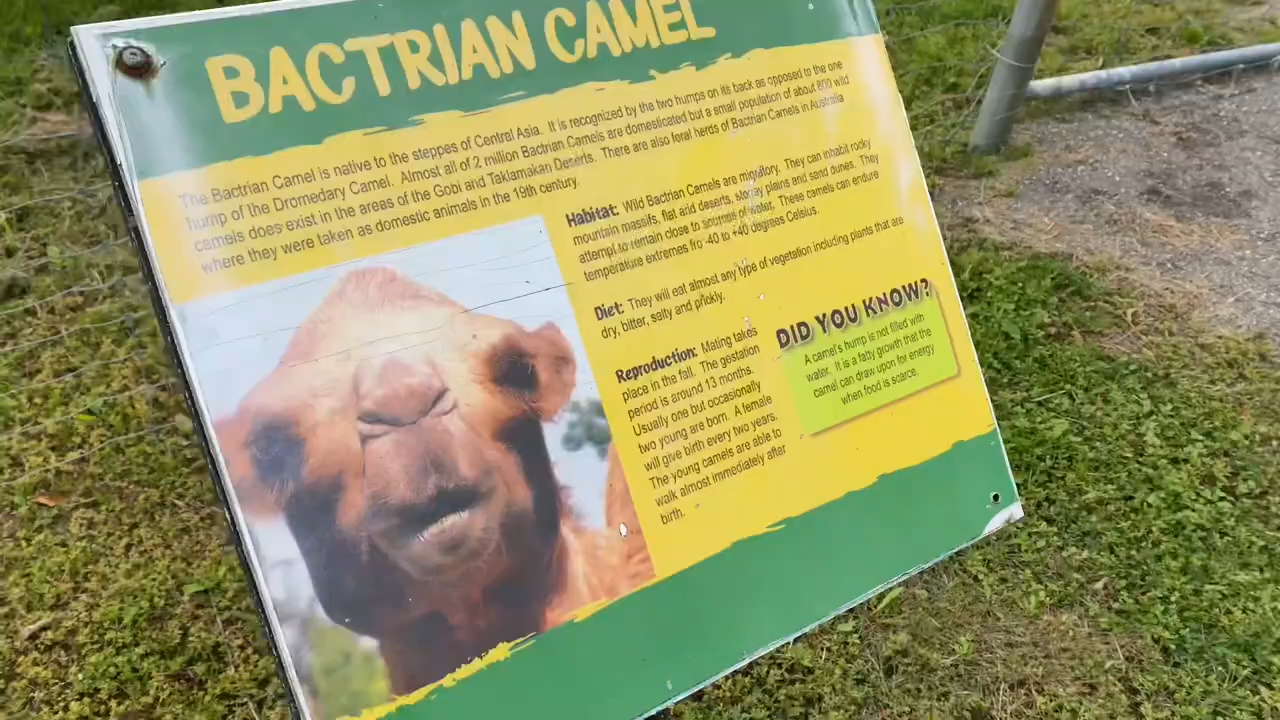 BACTRIAN CAMEL
The Bactrian Camel is native to the steppes of Central Asia. It is recognized by the two humps on its back as opposed to the one
hump of the Dromedary Camel. Almost all of 2 million Bactrian Camels are domesticated but a small population of about 800 wild
camels does exist in the areas of the Gobi and Taklamakan Deserts. There are also feral herds of Bactrian Camels in Australia
where they were taken as domestic animals in the 19th century.
Habitat: Wild Bactrian Camels are migratory. They can inhabit rocky
mountain massifs, flat arid deserts, stoney plains and sand dunes. They
attempt to remain close to sources of water. These camels can endure
temperature extremes fro -40 to +40 degrees Celsius.
Diet: They will eat almost any type of vegetation including plants that are
dry, bitter, salty and prickly.
Reproduction: Mating takes
place in the fall. The gestation
period is around 13 months.
Usually one but occasionally
two young are born. A female
will give birth every two years.
The young camels are able to
walk almost immediately after
birth.
DID YOU KNOW?
A camel's hump is not filled with
water. It is a fatty growth that the
camel can draw upon for energy
when food is scarce.